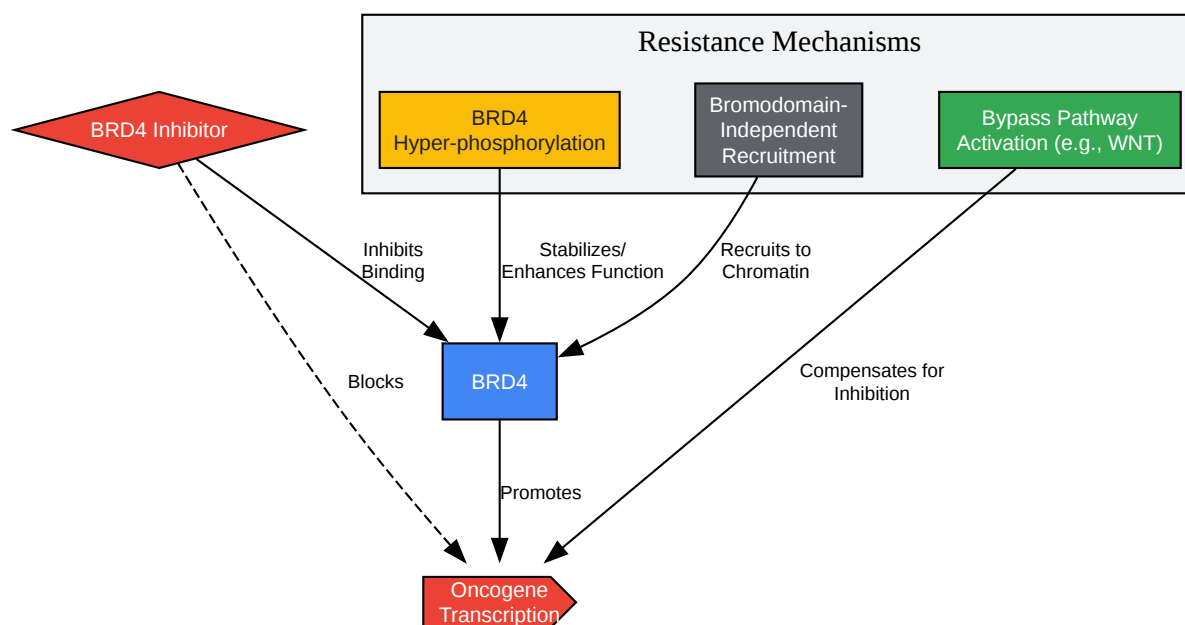 Resistance Mechanisms
BRD4 Inhibitor
BRD4
Hyper-phosphorylation
Bromodomain-
Independent
Recruitment
Bypass Pathway
Activation (e.g., WNT)
Inhibits
Binding
Stabilizes/
Enhances Function
Recruits to
Chromatin
BRD4
Blocks
Compensates for
Inhibition
Promotes
Oncogene
Transcription